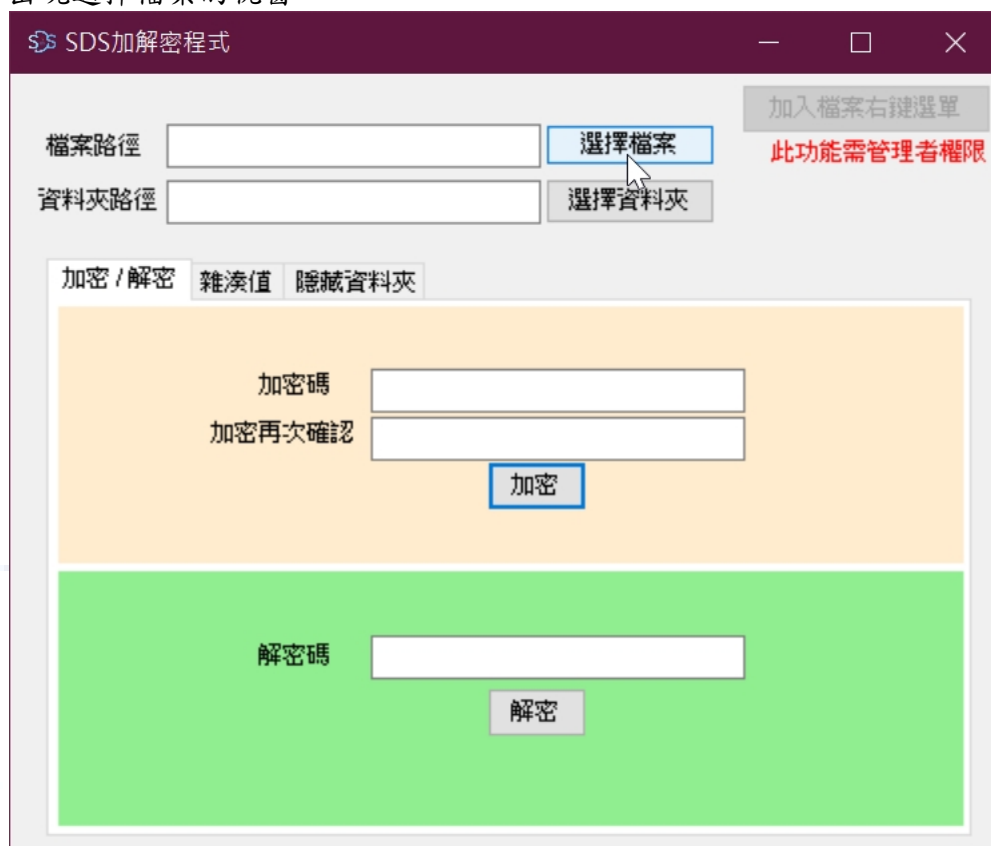 SDS SDS加解密程式
加入檔案右鍵選單
檔案路徑 選擇檔案 此功能需管理者權限
資料夾路徑 選擇資料夾
加密 / 解密 雜湊值 隱藏資料夾
加密碼
加密再次確認
加密
解密碼
解密